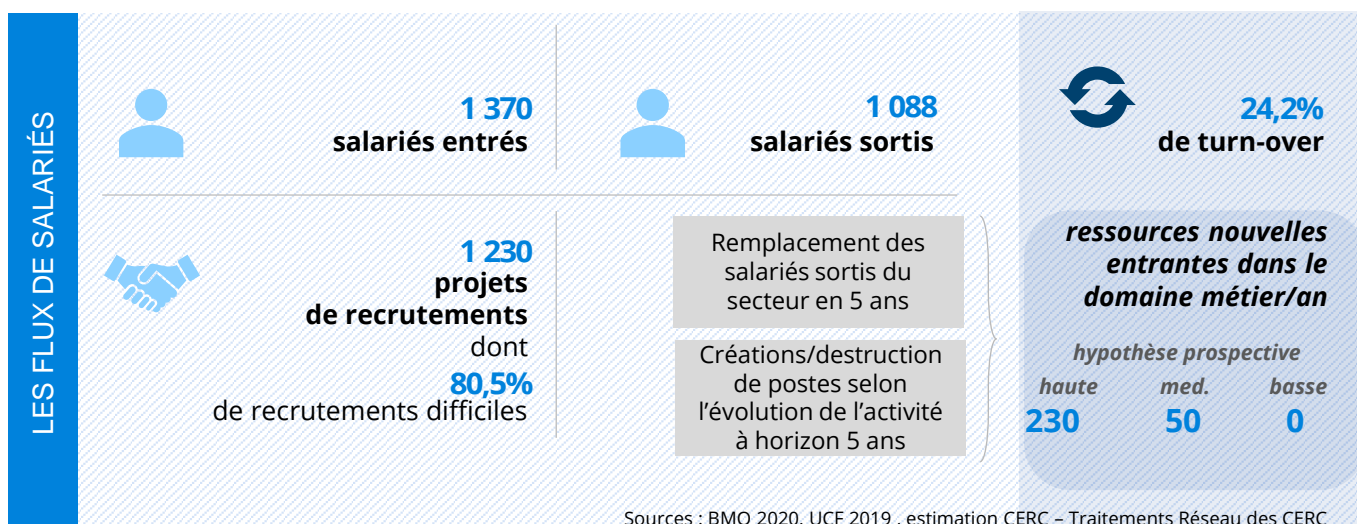 LES FLUX DE SALARIÉS
1 370
salariés entrés
1 088
salariés sortis
24,2%
de turn-over
1 230
projets
de recrutements
dont
80,5%
de recrutements difficiles
Remplacement des
salariés sortis du
secteur en 5 ans
Créations/destruction
de postes selon
l'évolution de l'activité
à horizon 5 ans
ressources nouvelles
entrantes dans le
domaine métier/an
hypothèse prospective
haute med. basse
230 50 0
Sources : BMO 2020, UCF 2019 , estimation CERC – Traitements Réseau des CERC